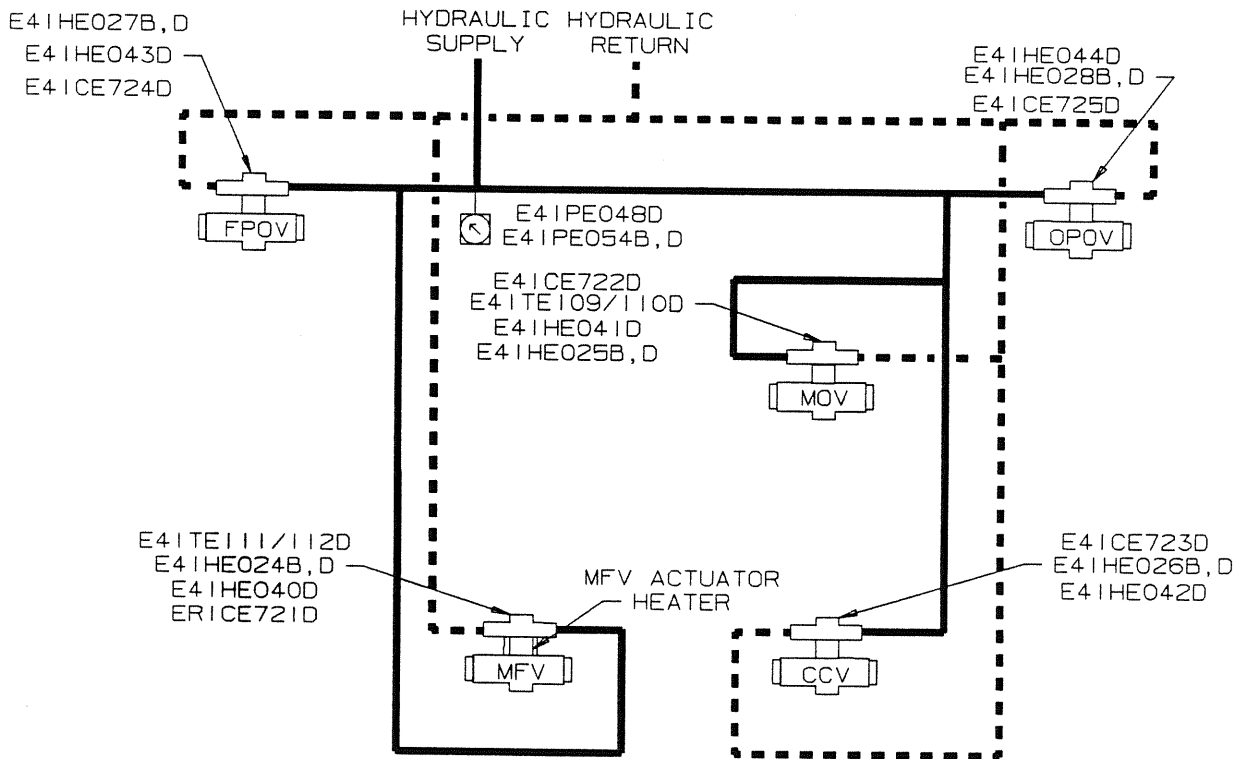 E41HE027B,D
E41HE043D
E41CE724D
HYDRAULIC HYDRAULIC
SUPPLY RETURN
E41HE044D
E41HE028B,D
E41CE725D
FPOV
E41PE048D
E41PE054B,D
OPOV
E41CE722D
E41TE109/110D
E41HE041D
E41HE025B,D
MOV
E41TE111/112D
E41HE024B,D
E41HE040D
ER1CE721D
MFV ACTUATOR
HEATER
E41CE723D
E41HE026B,D
E41HE042D
MFV
CCV